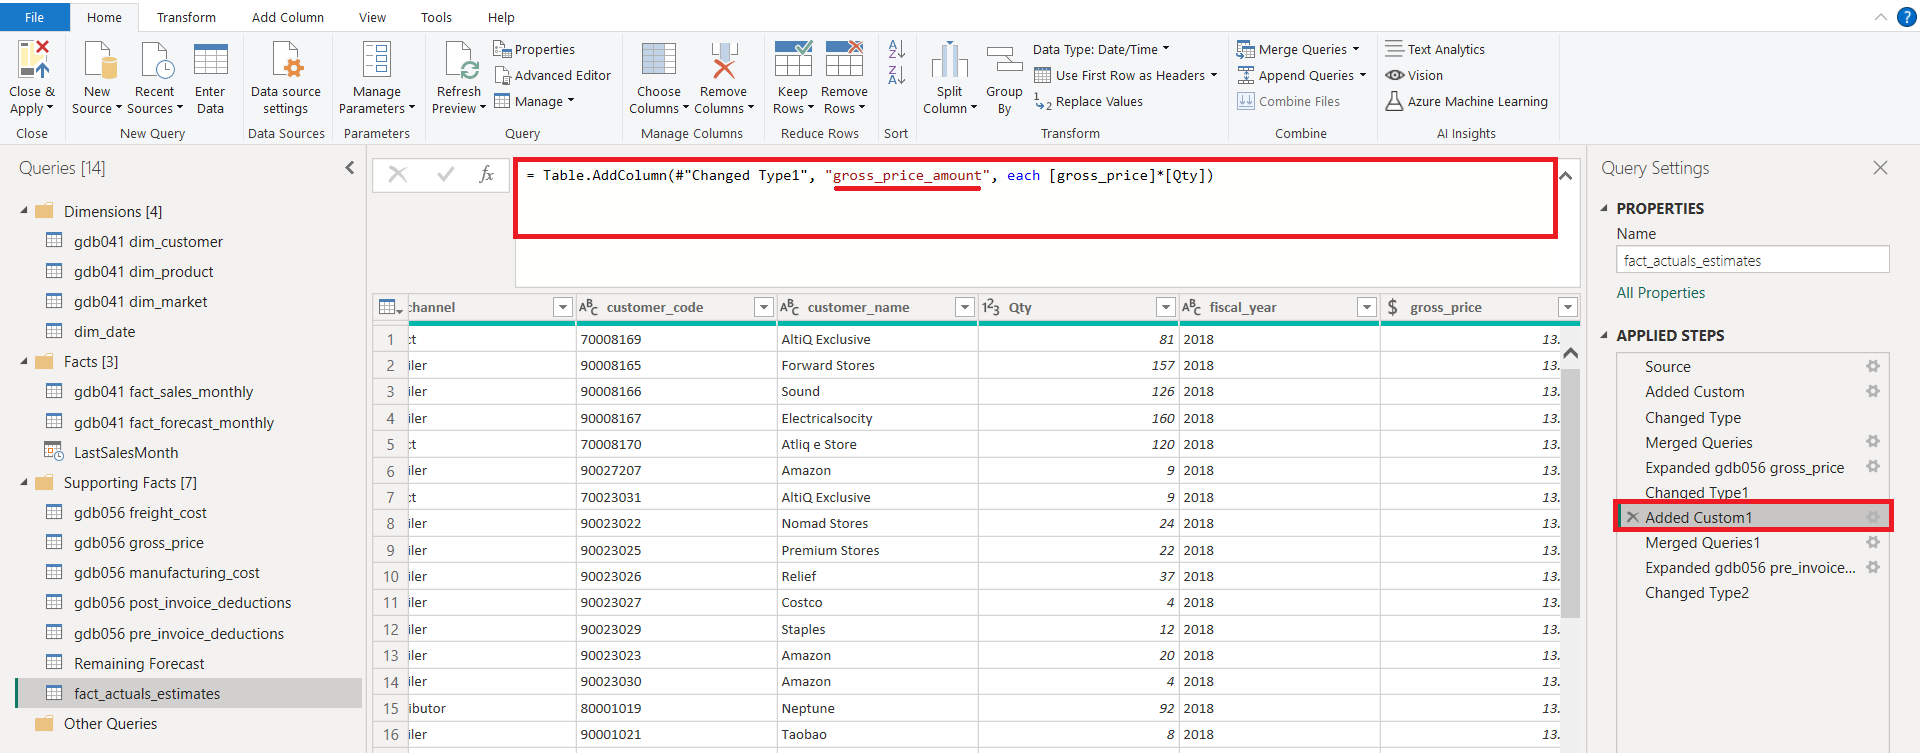 File Home Transform Add Column View Tools Help
Close & Apply
New Source
Recent Sources
Enter Data
Data source settings
Manage Parameters
Refresh Preview
Properties
Advanced Editor
Manage
Choose Columns
Remove Columns
Keep Rows
Remove Rows
Split Column
Group By
Data Type: Date/Time
Use First Row as Headers
Replace Values
Merge Queries
Append Queries
Combine Files
Text Analytics
Vision
Azure Machine Learning
Close New Query Data Sources Parameters Query Manage Columns Reduce Rows Sort Transform Combine AI Insights
Queries [14]
Dimensions [4]
gdb041 dim_customer
gdb041 dim_product
gdb041 dim_market
dim_date
Facts [3]
gdb041 fact_sales_monthly
gdb041 fact_forecast_monthly
LastSalesMonth
Supporting Facts [7]
gdb056 freight_cost
gdb056 gross_price
gdb056 manufacturing_cost
gdb056 post_invoice_deductions
gdb056 pre_invoice_deductions
Remaining Forecast
fact_actuals_estimates
Other Queries
fx = Table.AddColumn(#"Changed Type1", "gross_price_amount", each [gross_price]*[Qty])
channel customer_code customer_name Qty fiscal_year gross_price
1 ct 70008169 AltiQ Exclusive 81 2018 13.
2 iler 90008165 Forward Stores 157 2018 13.
3 iler 90008166 Sound 126 2018 13.
4 iler 90008167 Electricalsocity 160 2018 13.
5 ct 70008170 Atliq e Store 120 2018 13.
6 iler 90027207 Amazon 9 2018 13.
7 ct 70023031 AltiQ Exclusive 9 2018 13.
8 iler 90023022 Nomad Stores 24 2018 13.
9 iler 90023025 Premium Stores 22 2018 13.
10 iler 90023026 Relief 37 2018 13.
11 iler 90023027 Costco 4 2018 13.
12 iler 90023029 Staples 12 2018 13.
13 iler 90023023 Amazon 20 2018 13.
14 iler 90023030 Amazon 4 2018 13.
15 ibutor 80001019 Neptune 92 2018 13.
16 iler 90001021 Taobao 8 2018 13.
Query Settings
PROPERTIES
Name
fact_actuals_estimates
All Properties
APPLIED STEPS
Source
Added Custom
Changed Type
Merged Queries
Expanded gdb056 gross_price
Changed Type1
Added Custom1
Merged Queries1
Expanded gdb056 pre_invoice...
Changed Type2